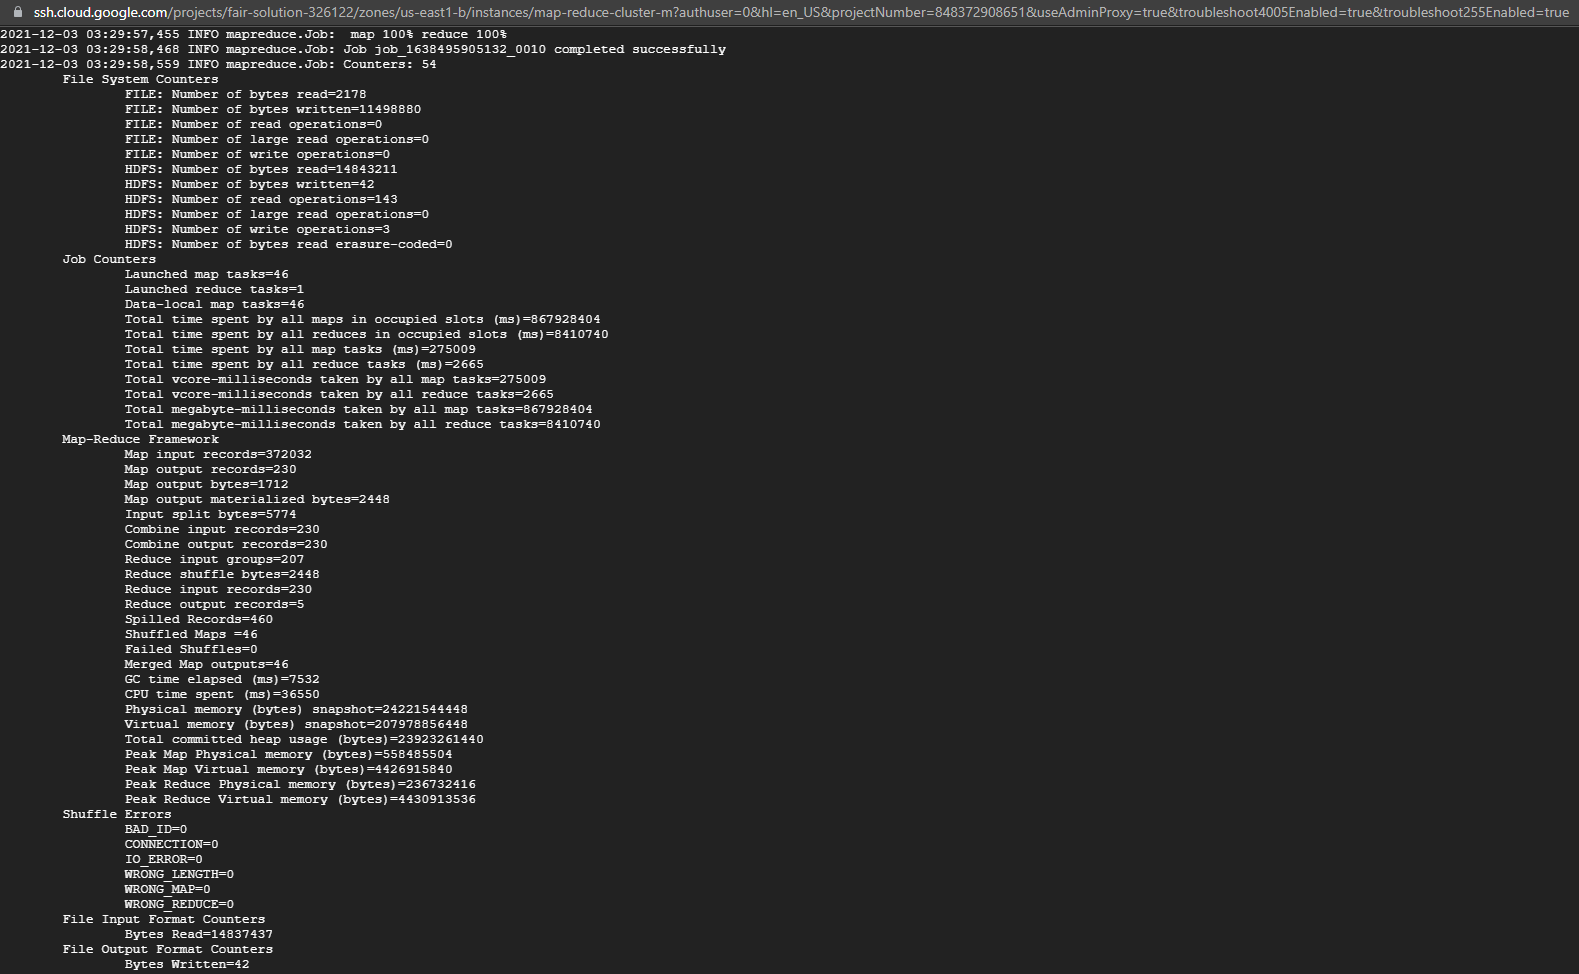 ssh.cloud.google.com/projects/fair-solution-326122/zones/us-east1-b/instances/map-reduce-cluster-m?authuser=0&hl=en_US&projectNumber=848372908651&useAdminProxy=true&troubleshoot4005Enabled=true&troubleshoot255Enabled=true
2021-12-03 03:29:57,455 INFO mapreduce.Job:  map 100% reduce 100%
2021-12-03 03:29:58,468 INFO mapreduce.Job: Job job_1638495905132_0010 completed successfully
2021-12-03 03:29:58,559 INFO mapreduce.Job: Counters: 54
File System Counters
FILE: Number of bytes read=2178
FILE: Number of bytes written=11498880
FILE: Number of read operations=0
FILE: Number of large read operations=0
FILE: Number of write operations=0
HDFS: Number of bytes read=14843211
HDFS: Number of bytes written=42
HDFS: Number of read operations=143
HDFS: Number of large read operations=0
HDFS: Number of write operations=3
HDFS: Number of bytes read erasure-coded=0
Job Counters
Launched map tasks=46
Launched reduce tasks=1
Data-local map tasks=46
Total time spent by all maps in occupied slots (ms)=867928404
Total time spent by all reduces in occupied slots (ms)=8410740
Total time spent by all map tasks (ms)=275009
Total time spent by all reduce tasks (ms)=2665
Total vcore-milliseconds taken by all map tasks=275009
Total vcore-milliseconds taken by all reduce tasks=2665
Total megabyte-milliseconds taken by all map tasks=867928404
Total megabyte-milliseconds taken by all reduce tasks=8410740
Map-Reduce Framework
Map input records=372032
Map output records=230
Map output bytes=1712
Map output materialized bytes=2448
Input split bytes=5774
Combine input records=230
Combine output records=230
Reduce input groups=207
Reduce shuffle bytes=2448
Reduce input records=230
Reduce output records=5
Spilled Records=460
Shuffled Maps =46
Failed Shuffles=0
Merged Map outputs=46
GC time elapsed (ms)=7532
CPU time spent (ms)=36550
Physical memory (bytes) snapshot=24221544448
Virtual memory (bytes) snapshot=207978856448
Total committed heap usage (bytes)=23923261440
Peak Map Physical memory (bytes)=558485504
Peak Map Virtual memory (bytes)=4426915840
Peak Reduce Physical memory (bytes)=236732416
Peak Reduce Virtual memory (bytes)=4430913536
Shuffle Errors
BAD_ID=0
CONNECTION=0
IO_ERROR=0
WRONG_LENGTH=0
WRONG_MAP=0
WRONG_REDUCE=0
File Input Format Counters
Bytes Read=14837437
File Output Format Counters
Bytes Written=42